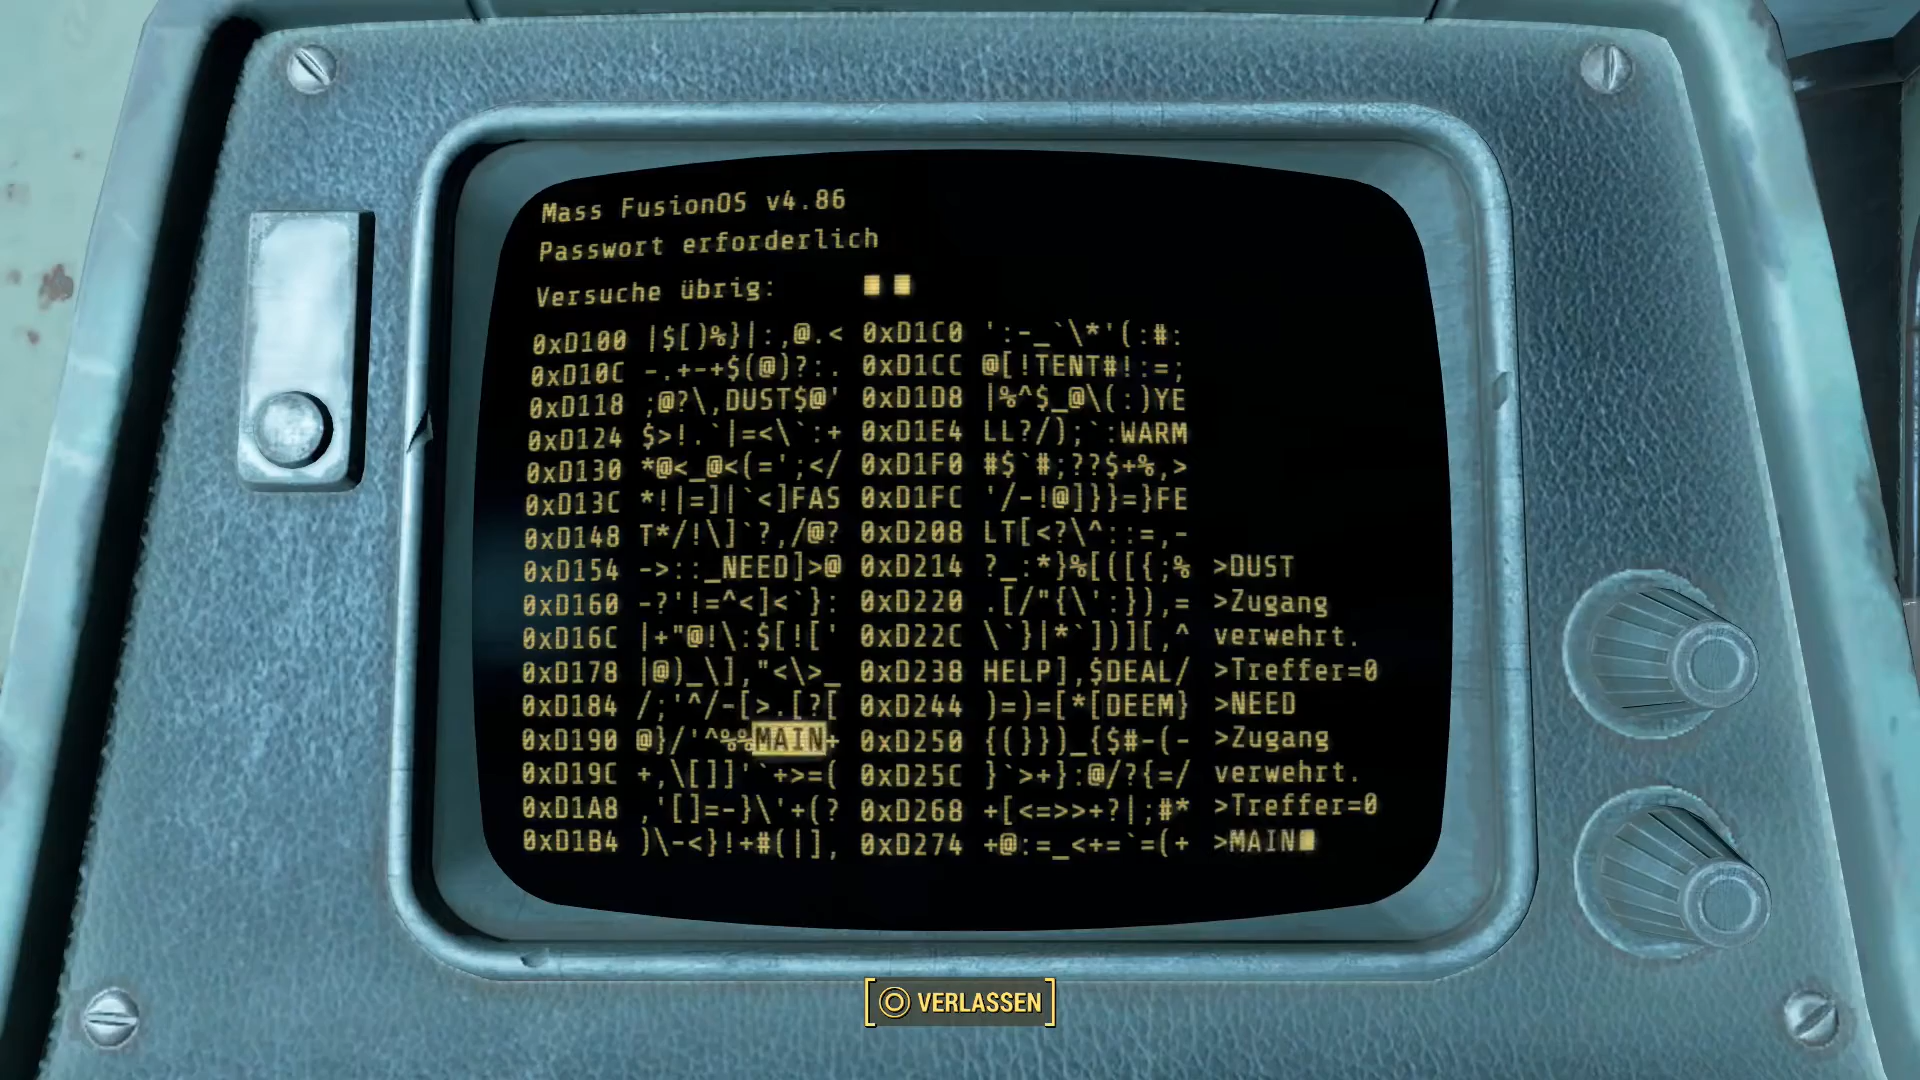 Mass FusionOS v4.86
Passwort erforderlich
Versuche übrig: ■ ■
0xD100 |$[)%}|:,@.< 0xD1C0 ':-_`\*'(:#:
0xD10C -.+-+$(@)?:. 0xD1CC @[!TENT#!:=;
0xD118 ;@?\,DUST$@' 0xD1D8 |%^$_@\(:)YE
0xD124 $>!.`|=<\`:+ 0xD1E4 LL?/);`:WARM
0xD130 *@<_@<(=';</ 0xD1F0 #$`#;??$+%,>
0xD13C *!|=]|`<]FAS 0xD1FC '/-!@]}}=}FE
0xD148 T*/!\]`?,/@? 0xD208 LT[<?\^::=,-
0xD154 ->::_NEED]>@ 0xD214 ?_:*}%[([{;% >DUST
0xD160 -?'!=^<]<`}: 0xD220 .[/"{\':}),= >Zugang
0xD16C |+"@!\:$[![' 0xD22C \`}|*`])][,^ verwehrt.
0xD178 |@)_\],"<\>_ 0xD238 HELP],$DEAL/ >Treffer=0
0xD184 /;'^/-[>.[?[ 0xD244 )=)=[*[DEEM} >NEED
0xD190 @}/'^%%MAIN+ 0xD250 {(}})_{$#-(- >Zugang
0xD19C +,\[]]'`+>=( 0xD25C }`>+}:@/?{=/ verwehrt.
0xD1A8 ,'[]=-}\'+(? 0xD268 +[<=>>+?|;#* >Treffer=0
0xD1B4 )\-<}!+#(|], 0xD274 +@:=_<+=`=(+ >MAIN■
VERLASSEN